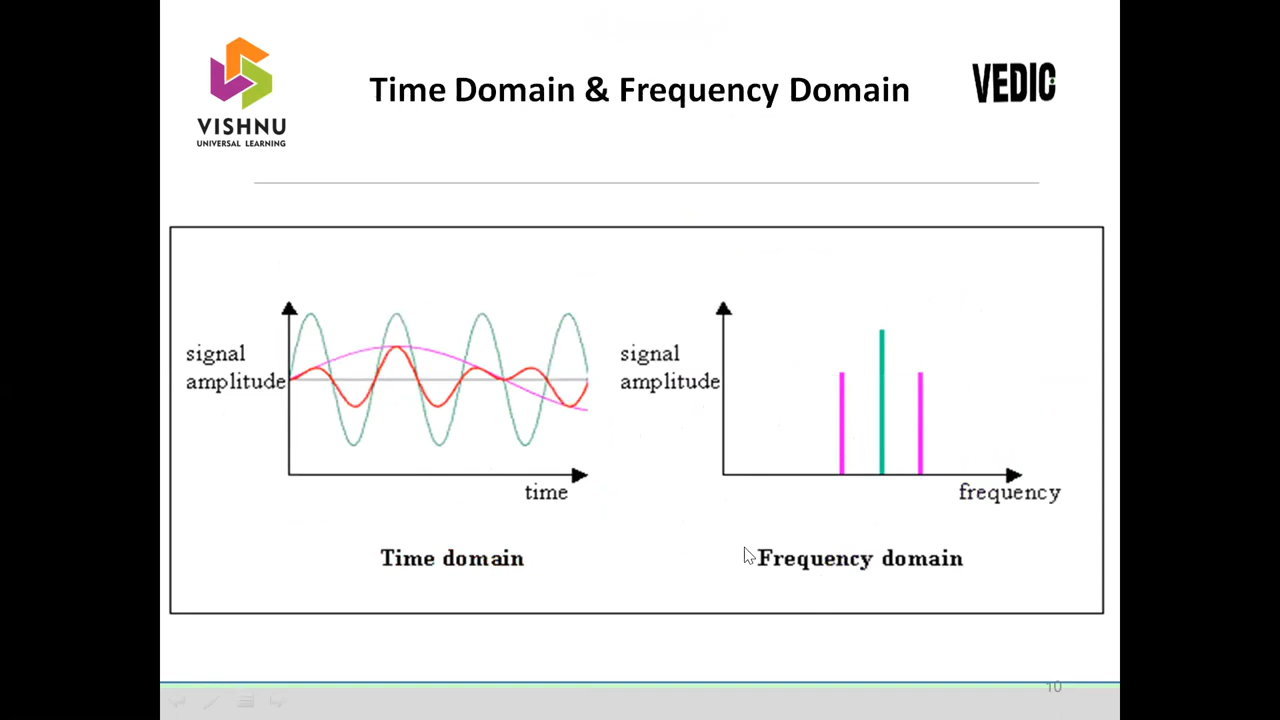 VISHNU
UNIVERSAL LEARNING
Time Domain & Frequency Domain
VEDIC
signal
amplitude
time
Time domain
signal
amplitude
frequency
Frequency domain
10